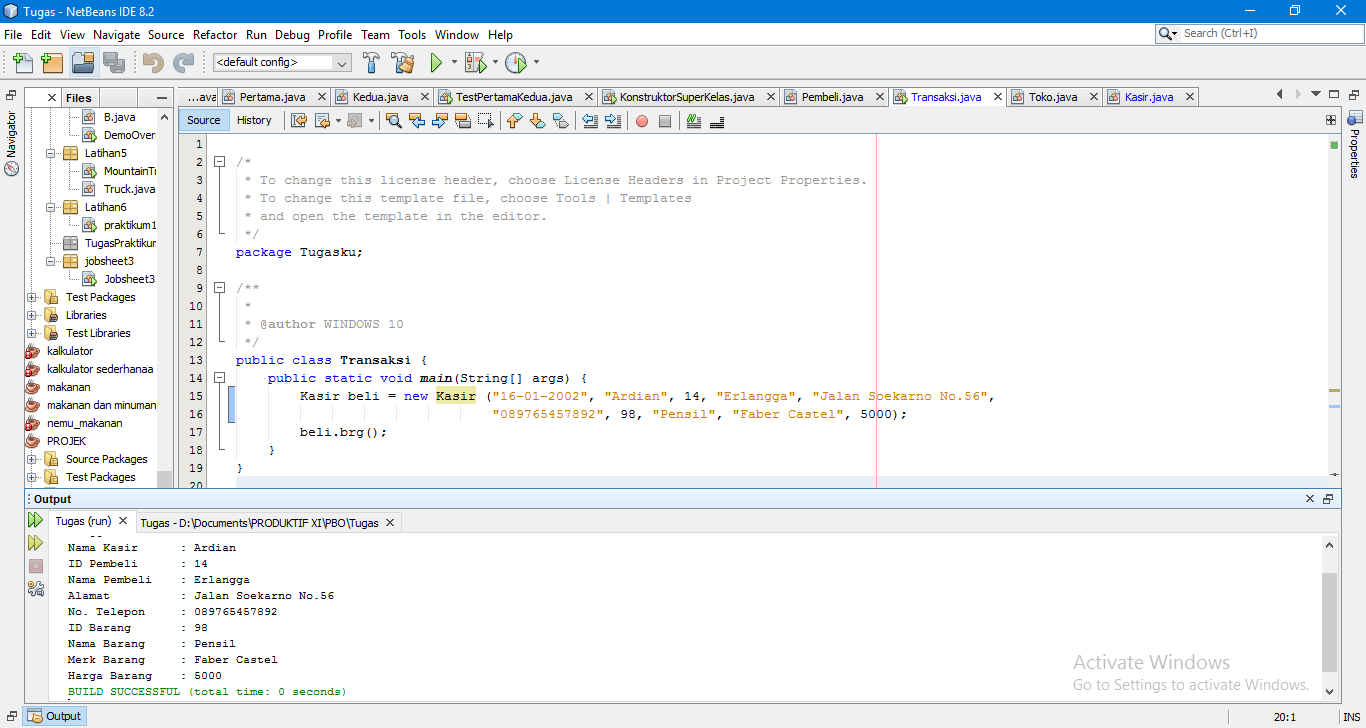 Tugas - NetBeans IDE 8.2
File Edit View Navigate Source Refactor Run Debug Profile Team Tools Window Help
Search (Ctrl+I)
<default config>
Files
...ava Pertama.java Kedua.java TestPertamaKedua.java KonstruktorSuperKelas.java Pembeli.java Transaksi.java Toko.java Kasir.java
Navigator
B.java
DemoOver
Latihan5
MountainTi
Truck.java
Latihan6
praktikum1
TugasPraktikur
jobsheet3
Jobsheet3
Test Packages
Libraries
Test Libraries
kalkulator
kalkulator sederhanaa
makanan
makanan dan minuman
nemu_makanan
PROJEK
Source Packages
Test Packages
Source History
Properties
1
2 /*
3 * To change this license header, choose License Headers in Project Properties.
4 * To change this template file, choose Tools | Templates
5 * and open the template in the editor.
6 */
7 package Tugasku;
8
9 /**
10 *
11 * @author WINDOWS 10
12 */
13 public class Transaksi {
14 public static void main(String[] args) {
15 Kasir beli = new Kasir ("16-01-2002", "Ardian", 14, "Erlangga", "Jalan Soekarno No.56",
16 "089765457892", 98, "Pensil", "Faber Castel", 5000);
17 beli.brg();
18 }
19 }
20
Output
Tugas (run) Tugas - D:\Documents\PRODUKTIF XI\PBO\Tugas
Nama Kasir : Ardian
ID Pembeli : 14
Nama Pembeli : Erlangga
Alamat : Jalan Soekarno No.56
No. Telepon : 089765457892
ID Barang : 98
Nama Barang : Pensil
Merk Barang : Faber Castel
Harga Barang : 5000
BUILD SUCCESSFUL (total time: 0 seconds)
Activate Windows
Go to Settings to activate Windows.
Output
20:1 INS